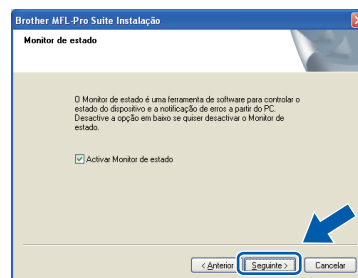 Brother MFL-Pro Suite Instalação
Monitor de estado
O Monitor de estado é uma ferramenta de software para controlar o
estado do dispositivo e a notificação de erros a partir do PC.
Desactive a opção em baixo se quiser desactivar o Monitor de
estado.
Activar Monitor de estado
< Anterior Seguinte > Cancelar